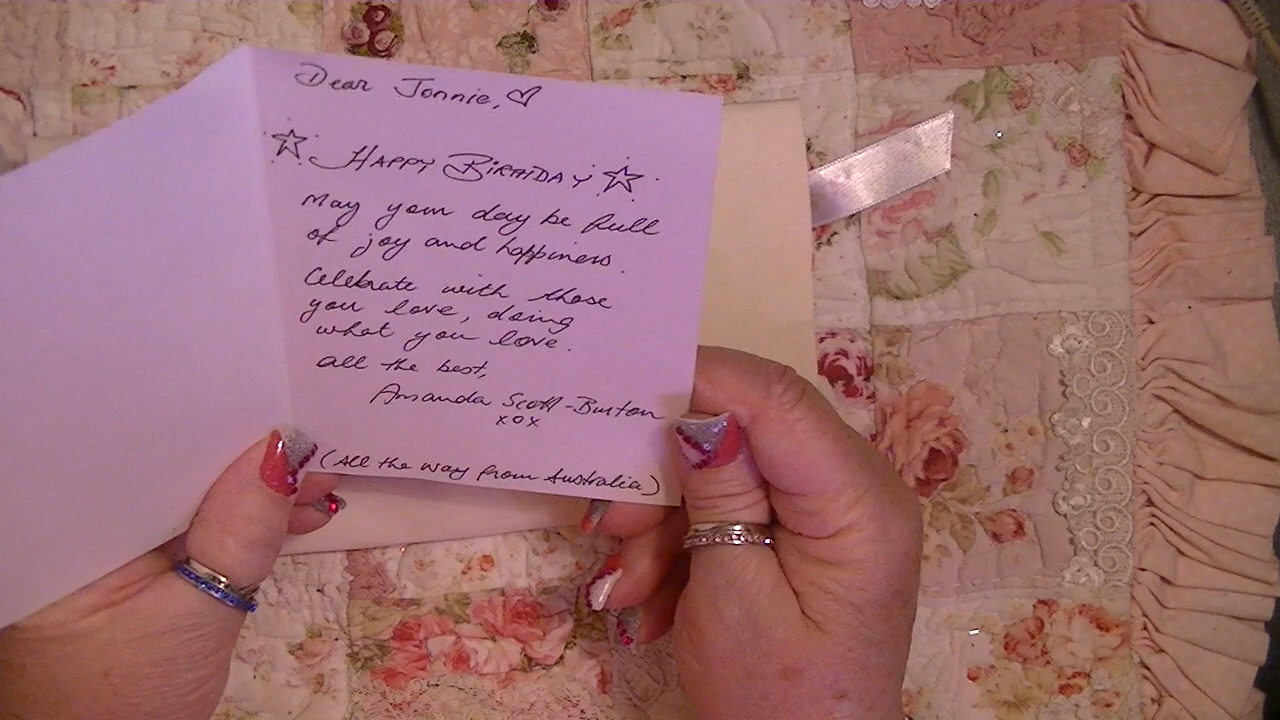 Dear Jonnie, ♡
☆ HAPPY BIRTHDAY ☆
May your day be full
of joy and happiness.
Celebrate with those
you love, doing
what you love.
all the best,
Amanda Scott-Burton
xox
(All the way from Australia)